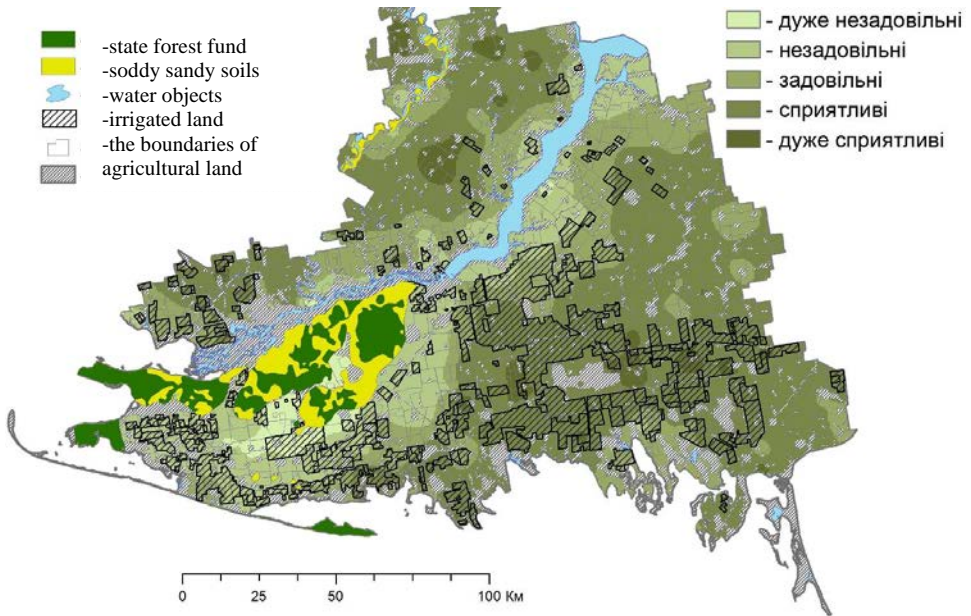 -state forest fund
-soddy sandy soils
-water objects
-irrigated land
-the boundaries of
agricultural land
- дуже незадовільні
- незадовільні
- задовільні
- сприятливі
- дуже сприятливі
0 25 50 100 Км